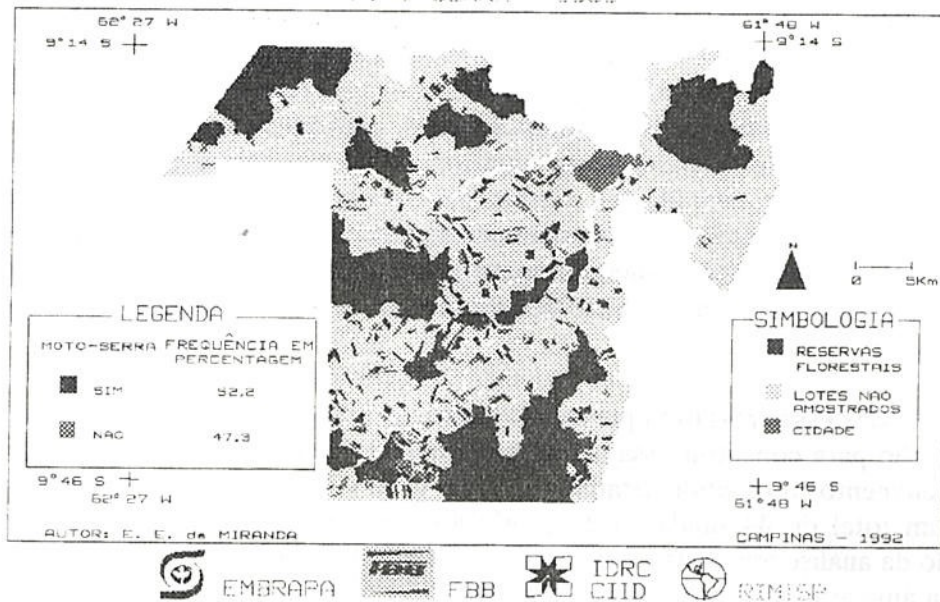 62° 27 W
9° 14 S
61° 48 W
9° 14 S
N
0 5Km
LEGENDA
MOTO-SERRA FREQUÊNCIA EM PERCENTAGEM
SIM 52,2
NAO 47,3
SIMBOLOGIA
RESERVAS
FLORESTAIS
LOTES NAO
AMOSTRADOS
CIDADE
9° 46 S
62° 27 W
9° 46 S
61° 48 W
AUTOR: E. E. de MIRANDA
CAMPINAS - 1992
EMBRAPA
FBB
IDRC
CIID
RIMISP